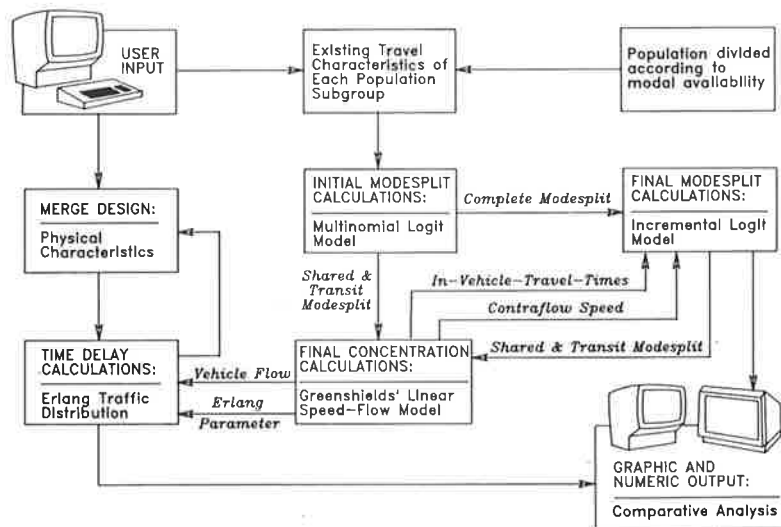 USER
INPUT
Existing Travel
Characteristics of
Each Population
Subgroup
Population divided
according to
modal availability
MERGE DESIGN:
Physical
Characteristics
INITIAL MODESPLIT
CALCULATIONS:
Multinomial Logit
Model
Complete Modesplit
FINAL MODESPLIT
CALCULATIONS:
Incremental Logit
Model
Shared &
Transit
Modesplit
In-Vehicle-Travel-Times
Contraflow Speed
Shared & Transit Modesplit
TIME DELAY
CALCULATIONS:
Erlang Traffic
Distribution
Vehicle Flow
Erlang
Parameter
FINAL CONCENTRATION
CALCULATIONS:
Greenshields' Linear
Speed-Flow Model
GRAPHIC AND
NUMERIC OUTPUT:
Comparative Analysis